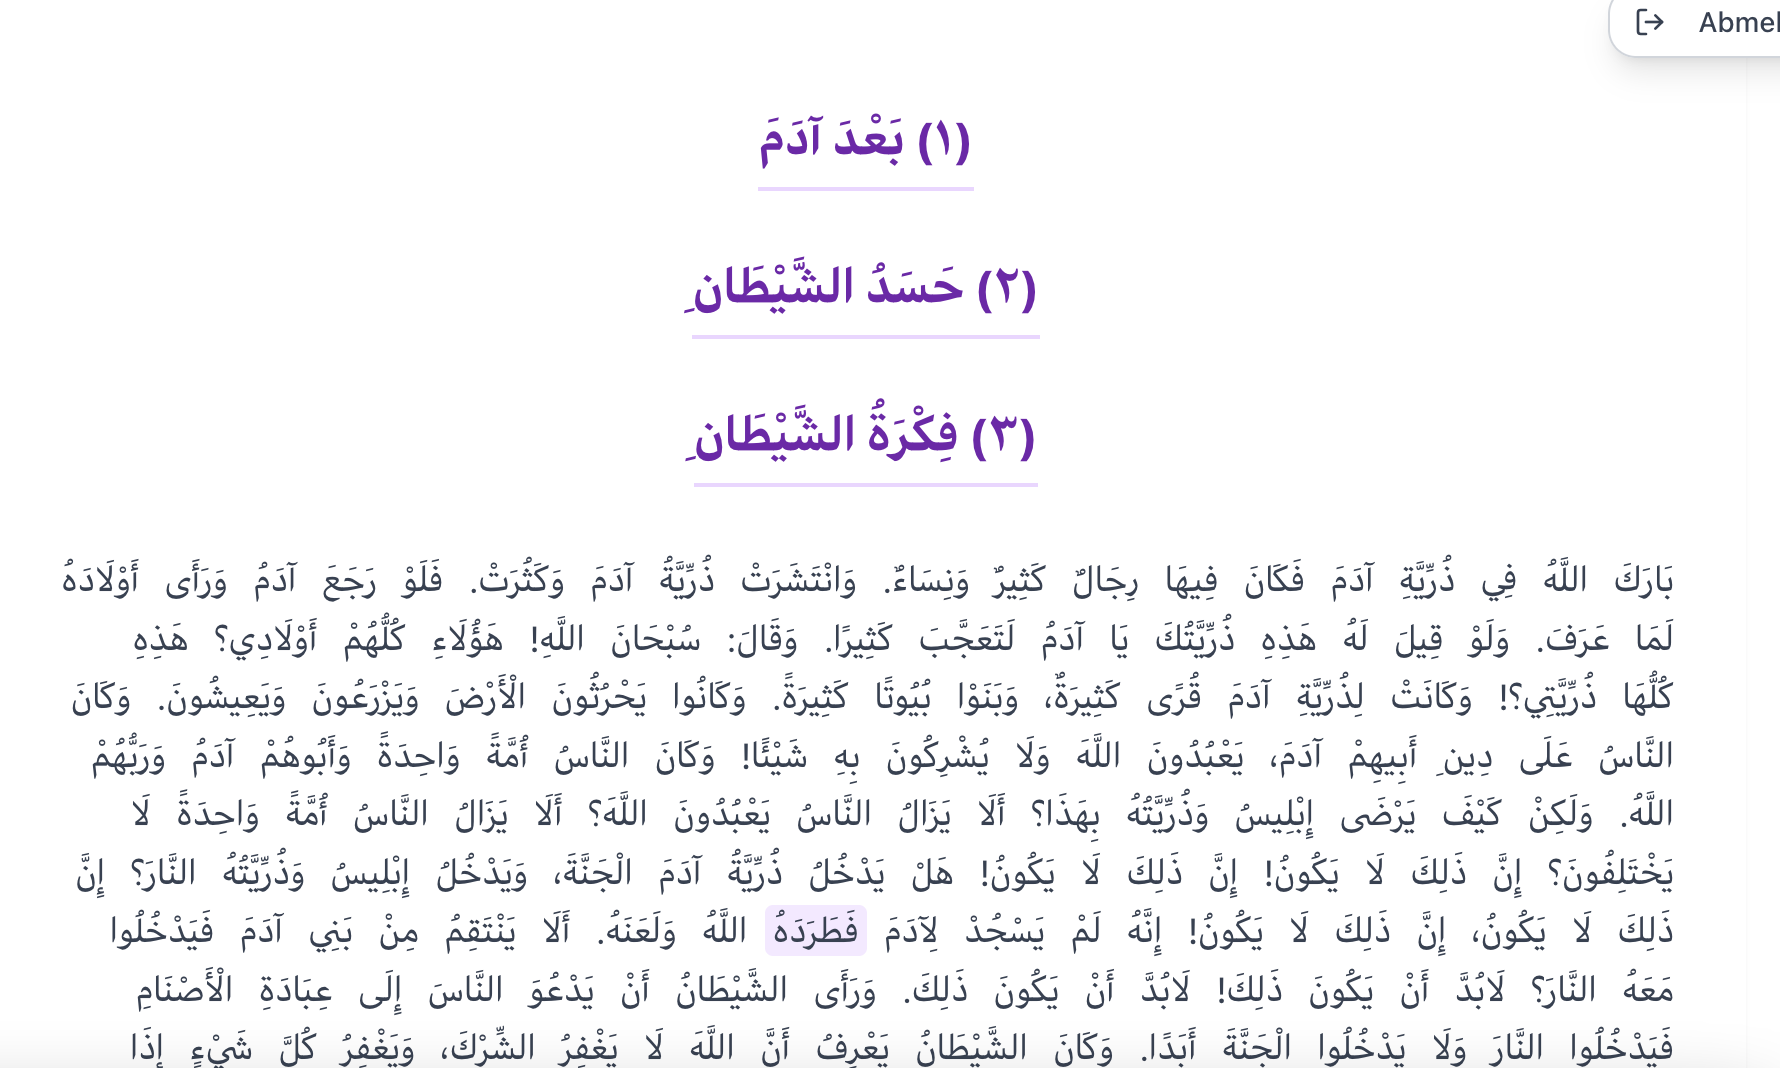 Abmel
(١) بَعْدَ آدَمَ
(٢) حَسَدُ الشَّيْطَانِ
(٣) فِكْرَةُ الشَّيْطَانِ
بَارَكَ اللَّهُ فِي ذُرِّيَّةِ آدَمَ فَكَانَ فِيهَا رِجَالٌ كَثِيرٌ وَنِسَاءٌ. وَانْتَشَرَتْ ذُرِّيَّةُ آدَمَ وَكَثُرَتْ. فَلَوْ رَجَعَ آدَمُ وَرَأَى أَوْلَادَهُ
لَمَا عَرَفَ. وَلَوْ قِيلَ لَهُ هَذِهِ ذُرِّيَّتُكَ يَا آدَمُ لَتَعَجَّبَ كَثِيرًا. وَقَالَ: سُبْحَانَ اللَّهِ! هَؤُلَاءِ كُلُّهُمْ أَوْلَادِي؟ هَذِهِ
كُلُّهَا ذُرِّيَّتِي؟! وَكَانَتْ لِذُرِّيَّةِ آدَمَ قُرًى كَثِيرَةٌ، وَبَنَوْا بُيُوتًا كَثِيرَةً. وَكَانُوا يَحْرُثُونَ الْأَرْضَ وَيَزْرَعُونَ وَيَعِيشُونَ. وَكَانَ
النَّاسُ عَلَى دِينِ أَبِيهِمْ آدَمَ، يَعْبُدُونَ اللَّهَ وَلَا يُشْرِكُونَ بِهِ شَيْئًا! وَكَانَ النَّاسُ أُمَّةً وَاحِدَةً وَأَبُوهُمْ آدَمُ وَرَبُّهُمْ
اللَّهُ. وَلَكِنْ كَيْفَ يَرْضَى إِبْلِيسُ وَذُرِّيَّتُهُ بِهَذَا؟ أَلَا يَزَالُ النَّاسُ يَعْبُدُونَ اللَّهَ؟ أَلَا يَزَالُ النَّاسُ أُمَّةً وَاحِدَةً لَا
يَخْتَلِفُونَ؟ إِنَّ ذَلِكَ لَا يَكُونُ! إِنَّ ذَلِكَ لَا يَكُونُ! هَلْ يَدْخُلُ ذُرِّيَّةُ آدَمَ الْجَنَّةَ، وَيَدْخُلُ إِبْلِيسُ وَذُرِّيَّتُهُ النَّارَ؟ إِنَّ
ذَلِكَ لَا يَكُونُ، إِنَّ ذَلِكَ لَا يَكُونُ! إِنَّهُ لَمْ يَسْجُدْ لِآدَمَ فَطَرَدَهُ اللَّهُ وَلَعَنَهُ. أَلَا يَنْتَقِمُ مِنْ بَنِي آدَمَ فَيَدْخُلُوا
مَعَهُ النَّارَ؟ لَابُدَّ أَنْ يَكُونَ ذَلِكَ! لَابُدَّ أَنْ يَكُونَ ذَلِكَ. وَرَأَى الشَّيْطَانُ أَنْ يَدْعُوَ النَّاسَ إِلَى عِبَادَةِ الْأَصْنَامِ
فَيَدْخُلُوا النَّارَ وَلَا يَدْخُلُوا الْجَنَّةَ أَبَدًا. وَكَانَ الشَّيْطَانُ يَعْرِفُ أَنَّ اللَّهَ لَا يَغْفِرُ الشِّرْكَ، وَيَغْفِرُ كُلَّ شَيْءٍ إِذَا